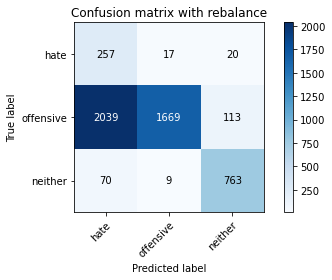 Confusion matrix with rebalance
True label
hate
offensive
neither
257 17 20
2039 1669 113
70 9 763
hate
offensive
neither
Predicted label
2000
1750
1500
1250
1000
750
500
250